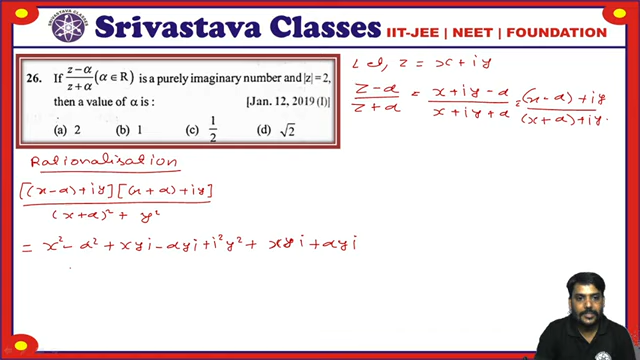 Srivastava Classes
IIT-JEE | NEET | FOUNDATION
26. If (z−α)/(z+α) (α ∈ R) is a purely imaginary number and |z| = 2,
then a value of α is : [Jan. 12, 2019 (I)]
(a) 2 (b) 1 (c) 1/2 (d) √2
Let, z = x + iy
(z−α)/(z+α) = (x+iy−α)/(x+iy+α) = ((x−α)+iy)/((x+α)+iy)
Rationalisation
[(x−α)+iy][(x+α)+iy]/((x+α)²+y²)
= x² − α² + xyi − αyi + i²y² + xyi + αyi